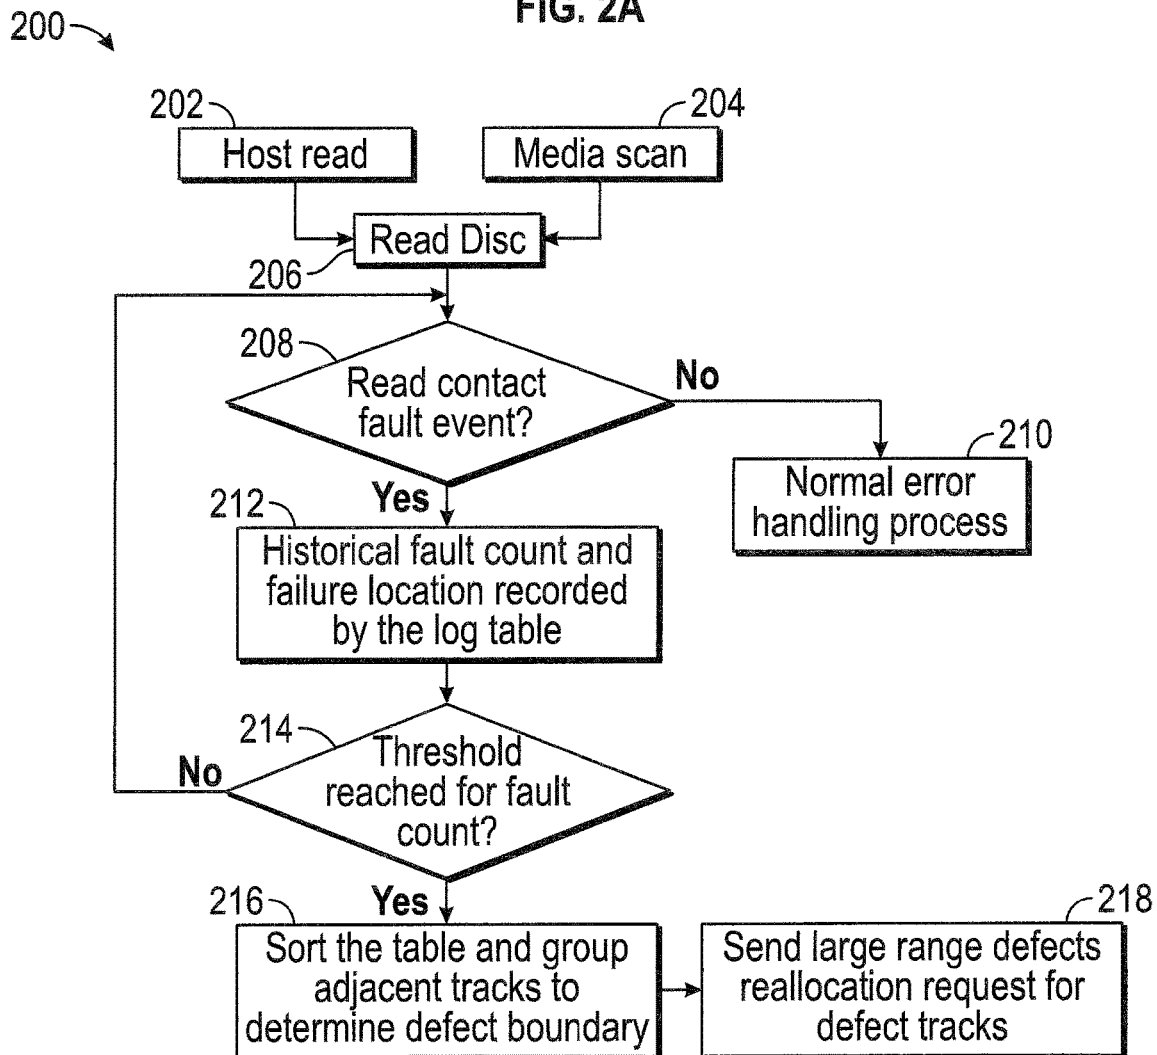 FIG. 2A
200
202
204
Host read
Media scan
Read Disc
206
208
Read contact
fault event?
No
210
Normal error
handling process
Yes
212
Historical fault count and
failure location recorded
by the log table
214
Threshold
reached for fault
count?
No
Yes
216
218
Sort the table and group
adjacent tracks to
determine defect boundary
Send large range defects
reallocation request for
defect tracks